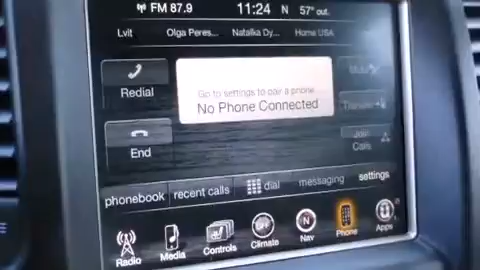 FM 87.9 11:24 N 57° out.
Lvit Olga Peres... Natalka Dy... Home USA
Redial
Go to settings to pair a phone.
No Phone Connected
Mute
Transfer
End
Join
Calls
phonebook recent calls dial messaging settings
Radio Media Controls Climate Nav Phone Apps